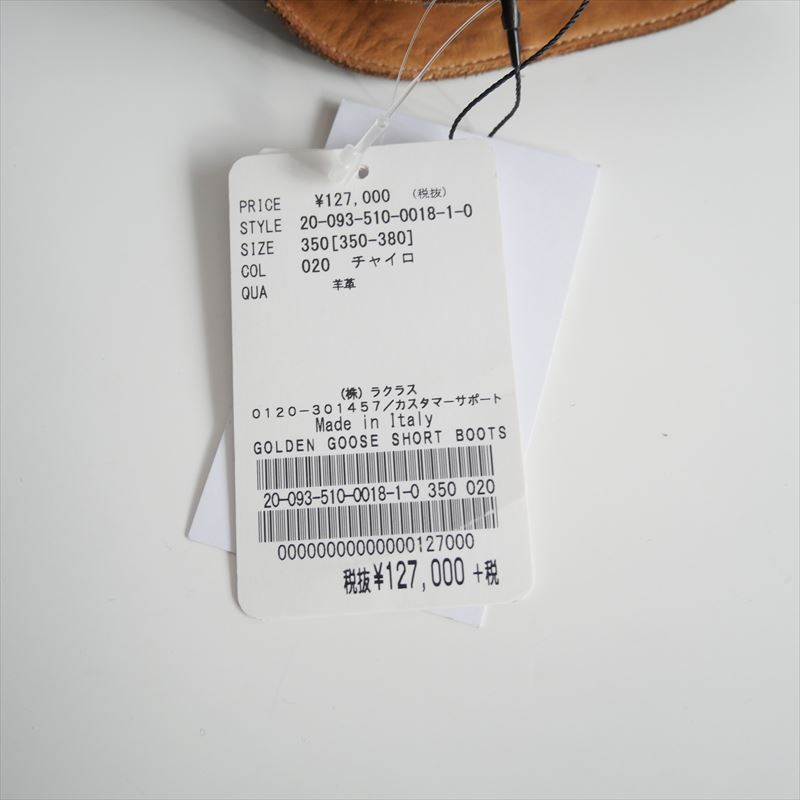 PRICE ¥127,000 (税抜)
STYLE 20-093-510-0018-1-0
SIZE 350[350-380]
COL 020 チャイロ
QUA 羊革
(株) ラクラス
0120-301457/カスタマーサポート
Made in Italy
GOLDEN GOOSE SHORT BOOTS
20-093-510-0018-1-0 350 020
00000000000000127000
税抜¥127,000 +税